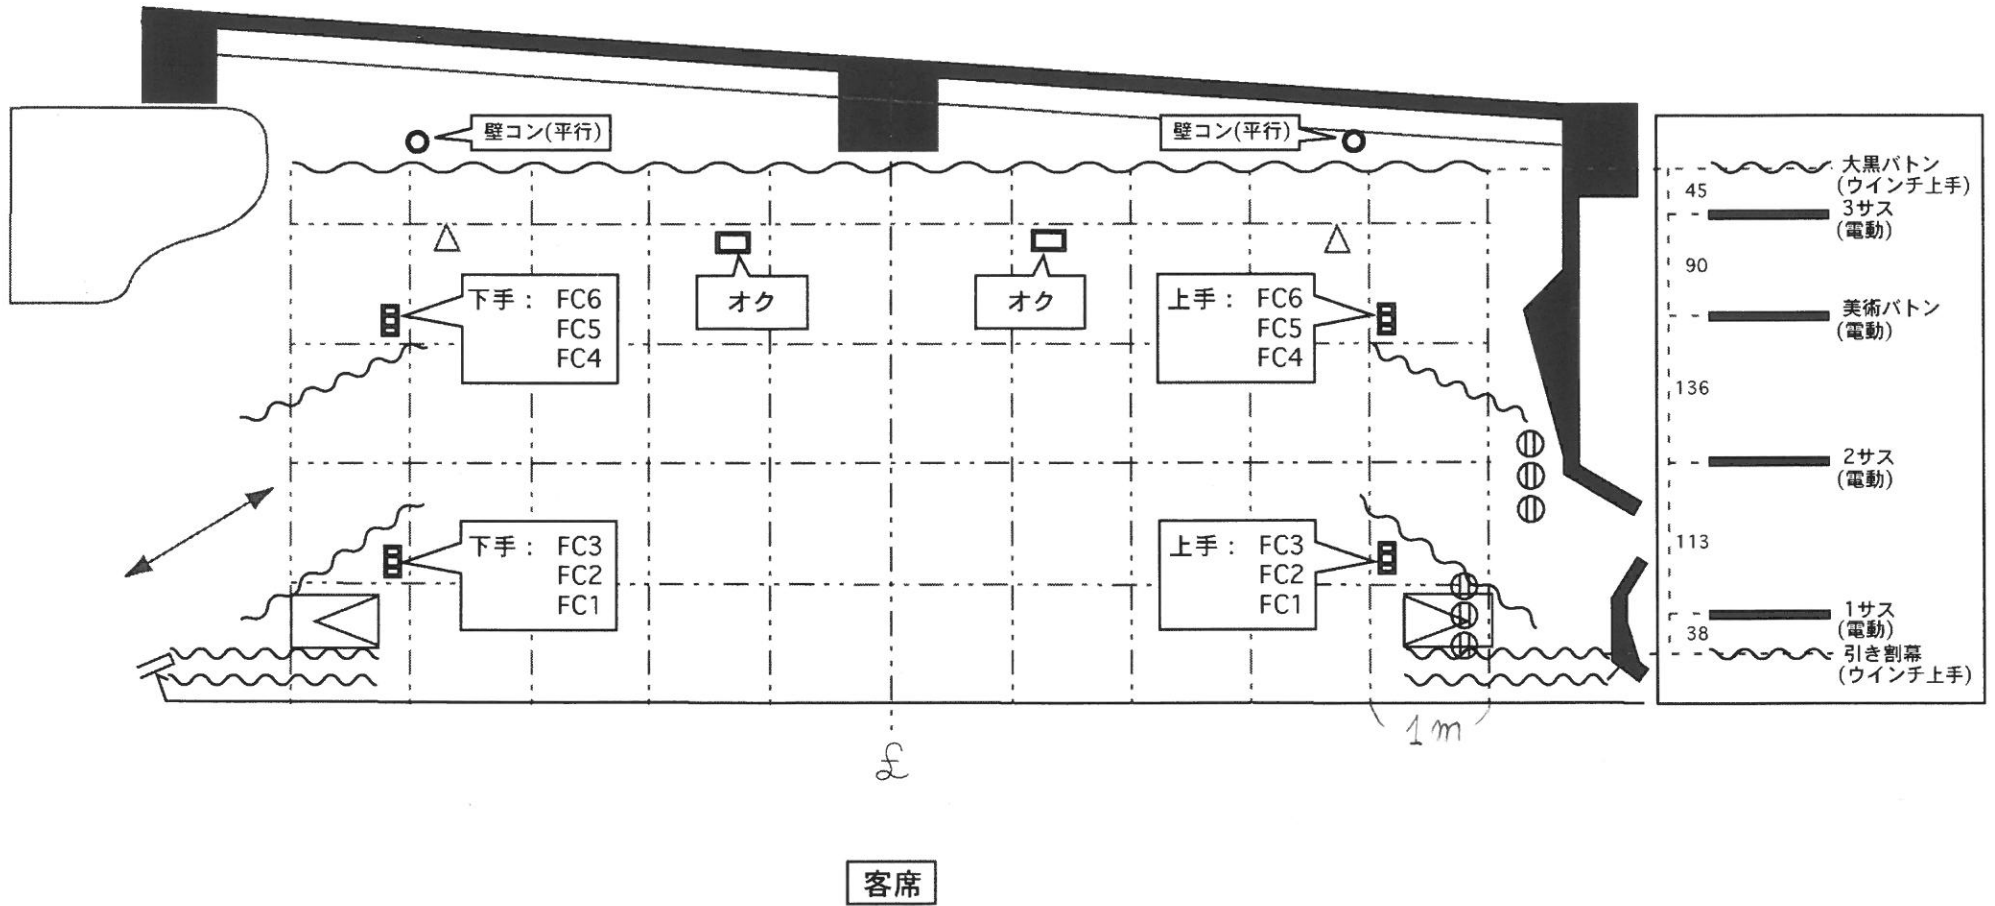 壁コン(平行)
壁コン(平行)
下手： FC6
FC5
FC4
オク
オク
上手： FC6
FC5
FC4
下手： FC3
FC2
FC1
上手： FC3
FC2
FC1
大黒バトン
(ウインチ上手)
45
3サス
(電動)
90
美術バトン
(電動)
136
2サス
(電動)
113
1サス
(電動)
38
引き割幕
(ウインチ上手)
1m
£
客席